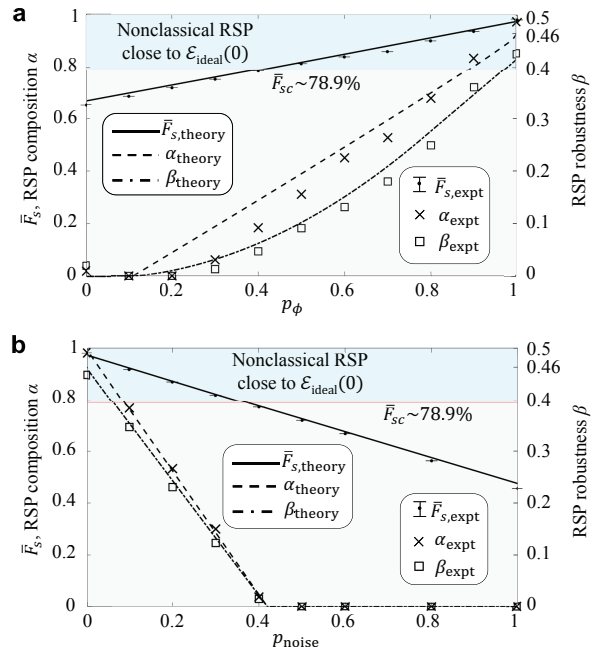 a
Nonclassical RSP
close to ℰideal(0)
F̄sc~78.9%
F̄s,theory
αtheory
βtheory
F̄s,expt
αexpt
βexpt
F̄s, RSP composition α
1
0.8
0.6
0.4
0.2
0
RSP robustness β
0.5
0.46
0.4
0.3
0.2
0.1
0
0 0.2 0.4 0.6 0.8 1
pϕ
b
Nonclassical RSP
close to ℰideal(0)
F̄sc~78.9%
F̄s,theory
αtheory
βtheory
F̄s,expt
αexpt
βexpt
F̄s, RSP composition α
1
0.8
0.6
0.4
0.2
0
RSP robustness β
0.5
0.46
0.4
0.3
0.2
0.1
0
0 0.2 0.4 0.6 0.8 1
pnoise